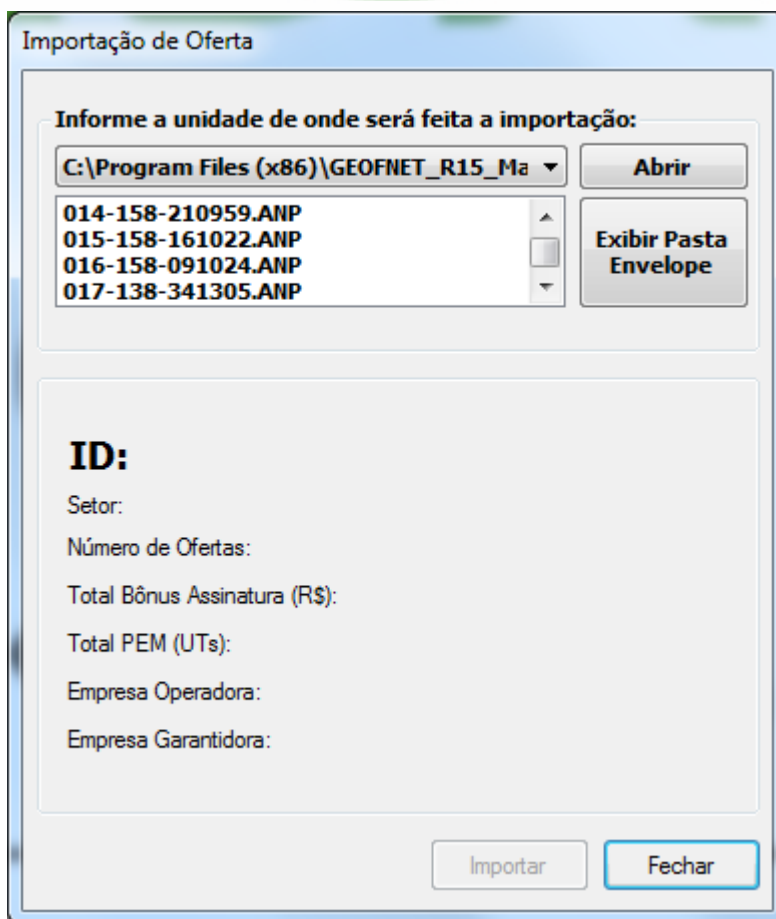 Importação de Oferta
Informe a unidade de onde será feita a importação:
C:\Program Files (x86)\GEOFNET_R15_Ma
Abrir
014-158-210959.ANP
015-158-161022.ANP
016-158-091024.ANP
017-138-341305.ANP
Exibir Pasta
Envelope
ID:
Setor:
Número de Ofertas:
Total Bônus Assinatura (R$):
Total PEM (UTs):
Empresa Operadora:
Empresa Garantidora:
Importar
Fechar